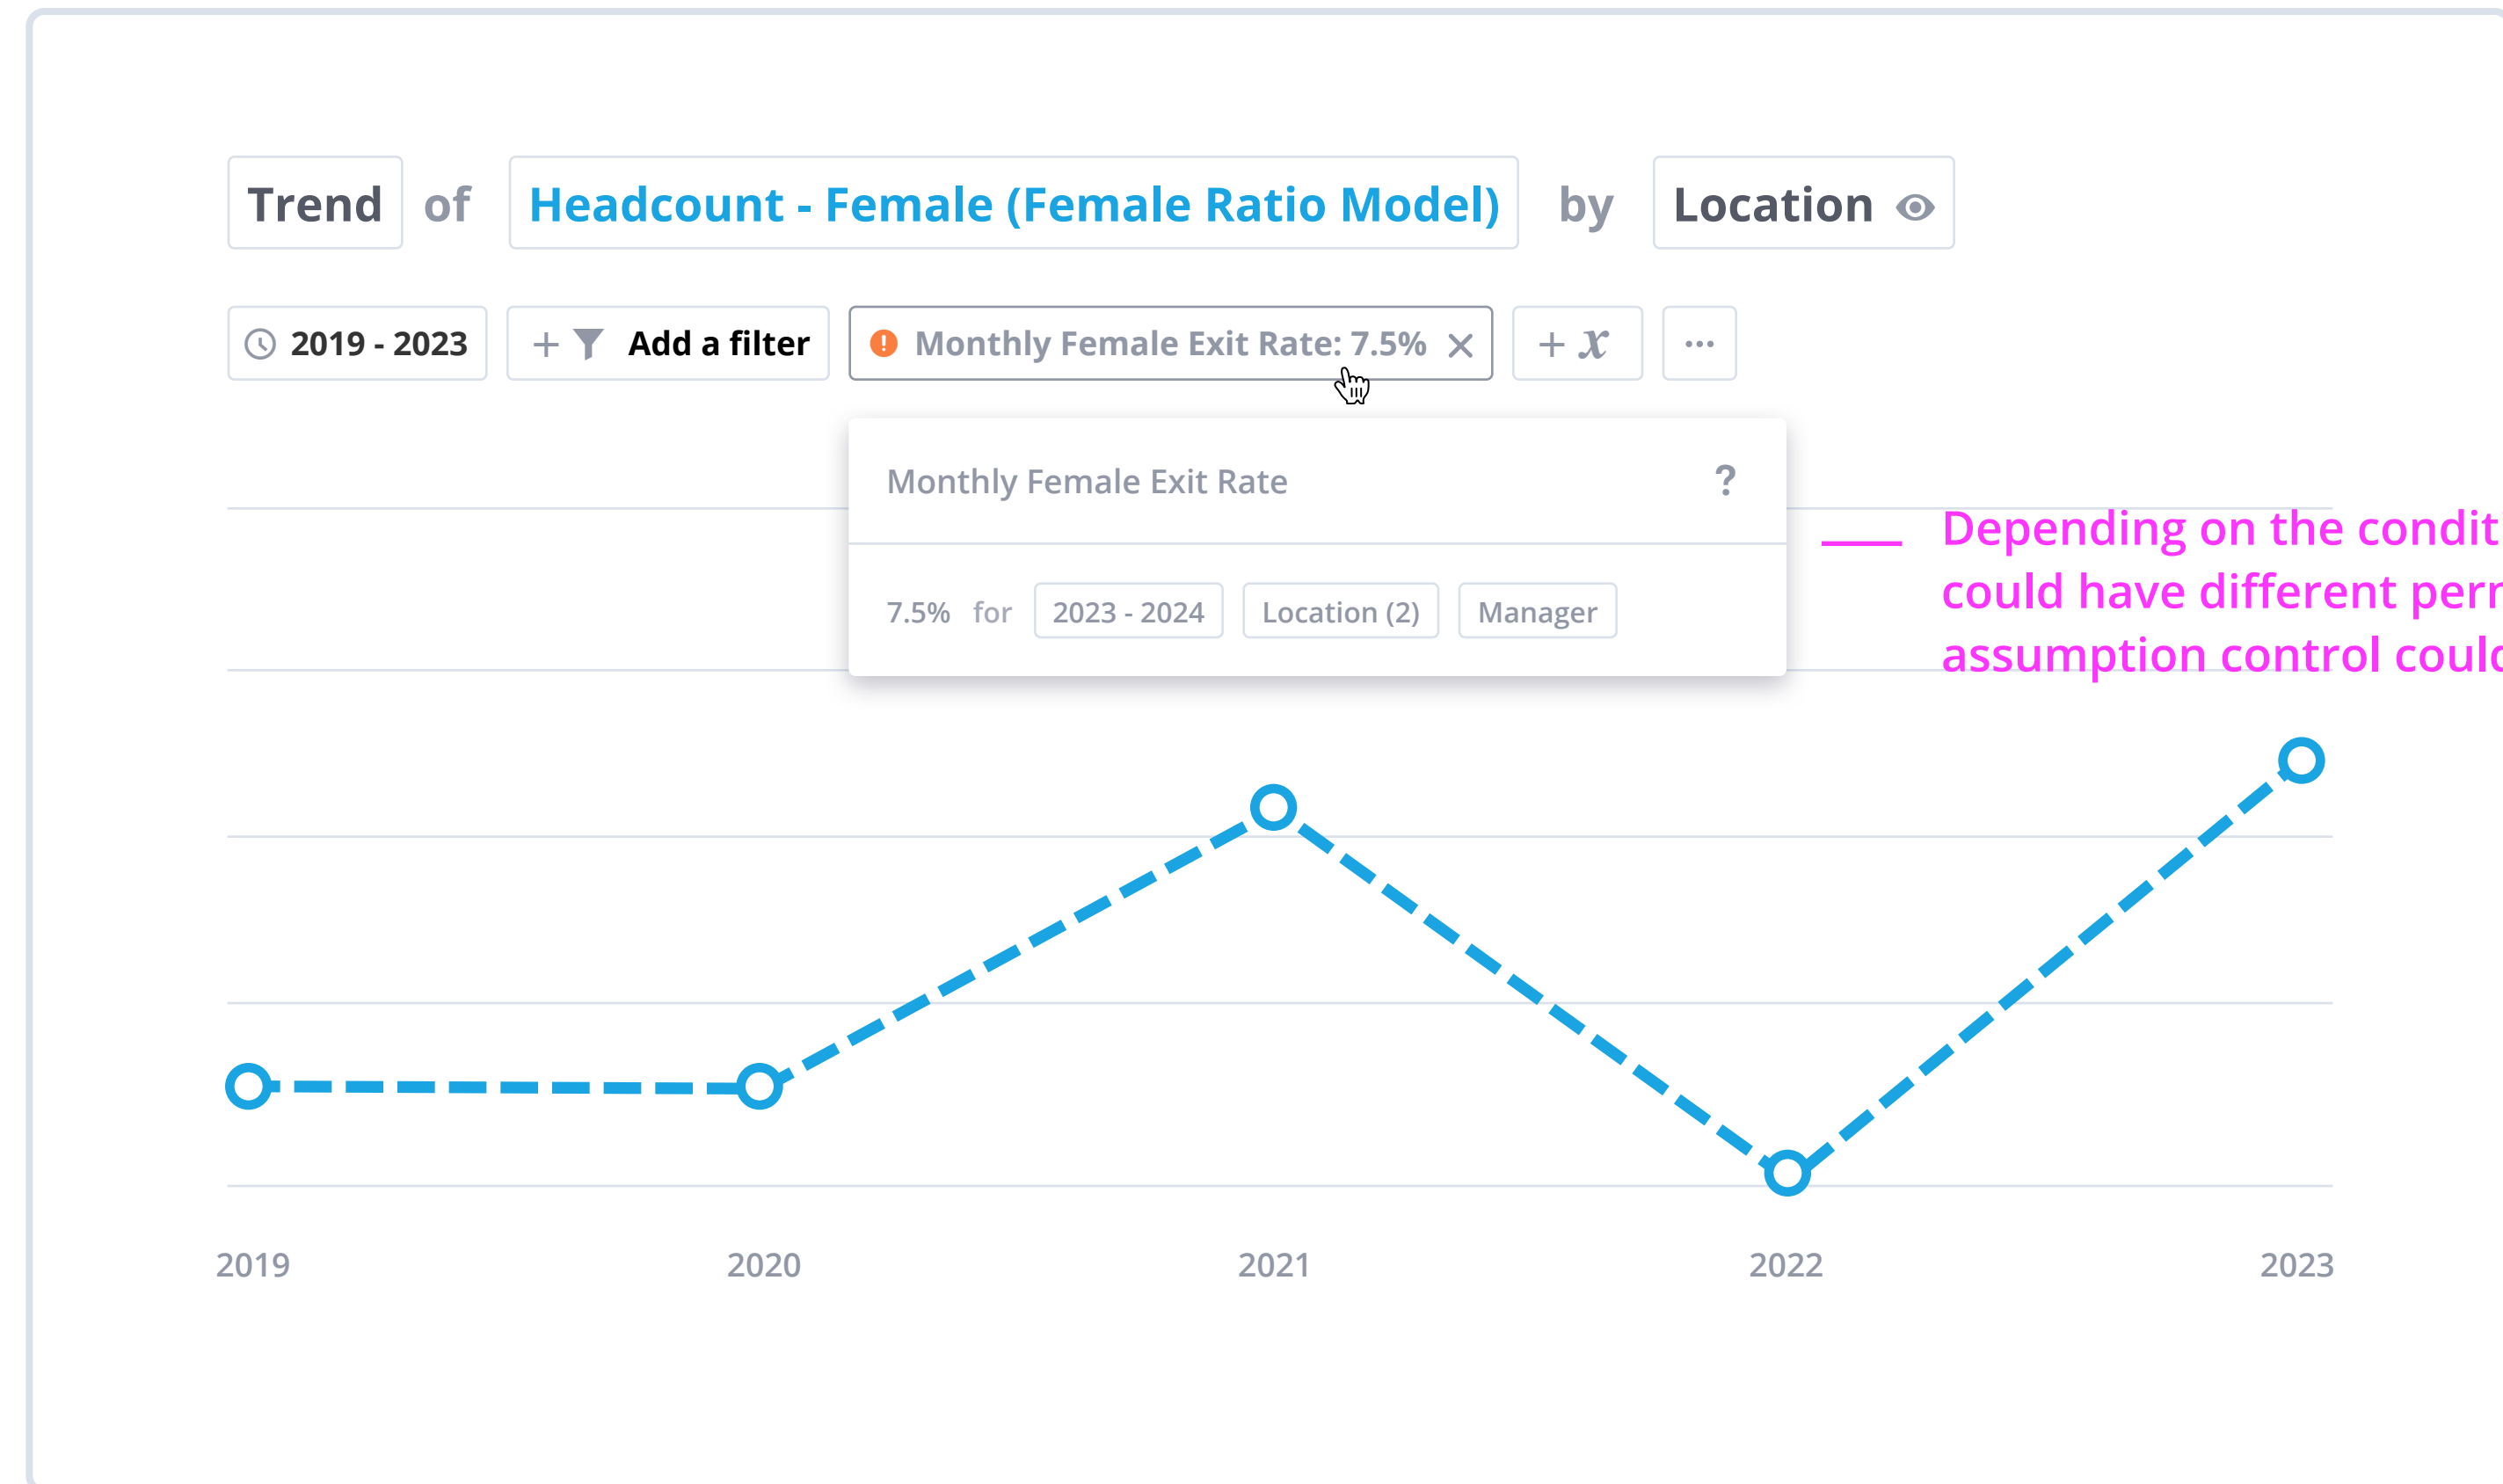 Trend of Headcount - Female (Female Ratio Model) by Location
2019 - 2023 + Add a filter Monthly Female Exit Rate: 7.5% + x ...
Monthly Female Exit Rate ?
7.5% for 2023 - 2024 Location (2) Manager
Depending on the condit
could have different
assumption control
2019 2020 2021 2022 2023